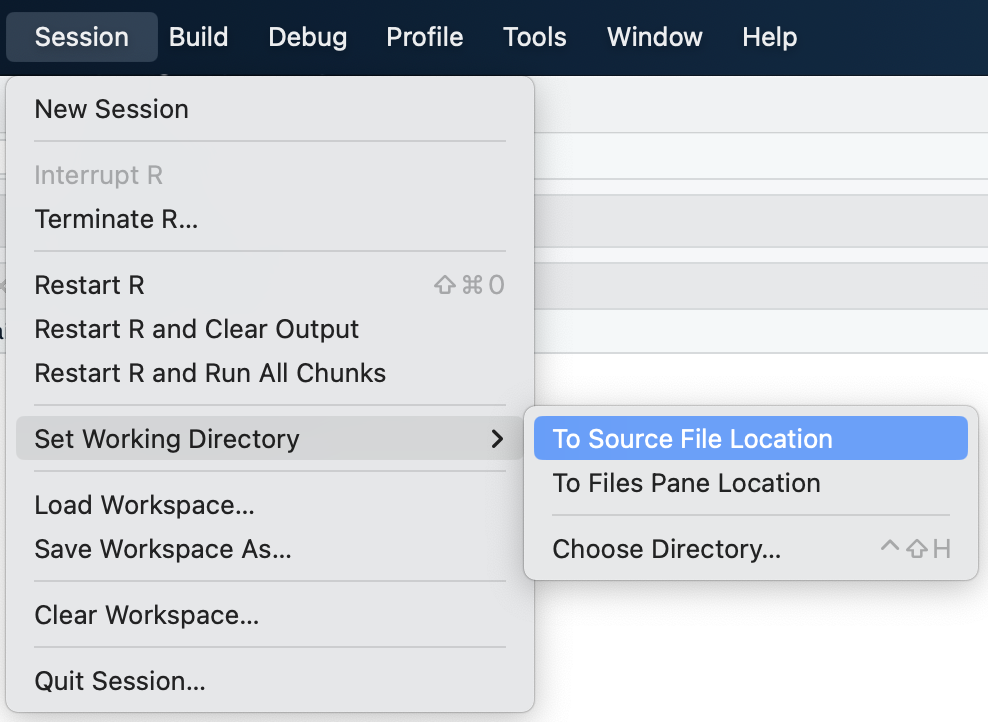 Session Build Debug Profile Tools Window Help
New Session
Interrupt R
Terminate R...
Restart R ⇧⌘0
Restart R and Clear Output
Restart R and Run All Chunks
Set Working Directory
To Source File Location
To Files Pane Location
Choose Directory... ^⇧H
Load Workspace...
Save Workspace As...
Clear Workspace...
Quit Session...